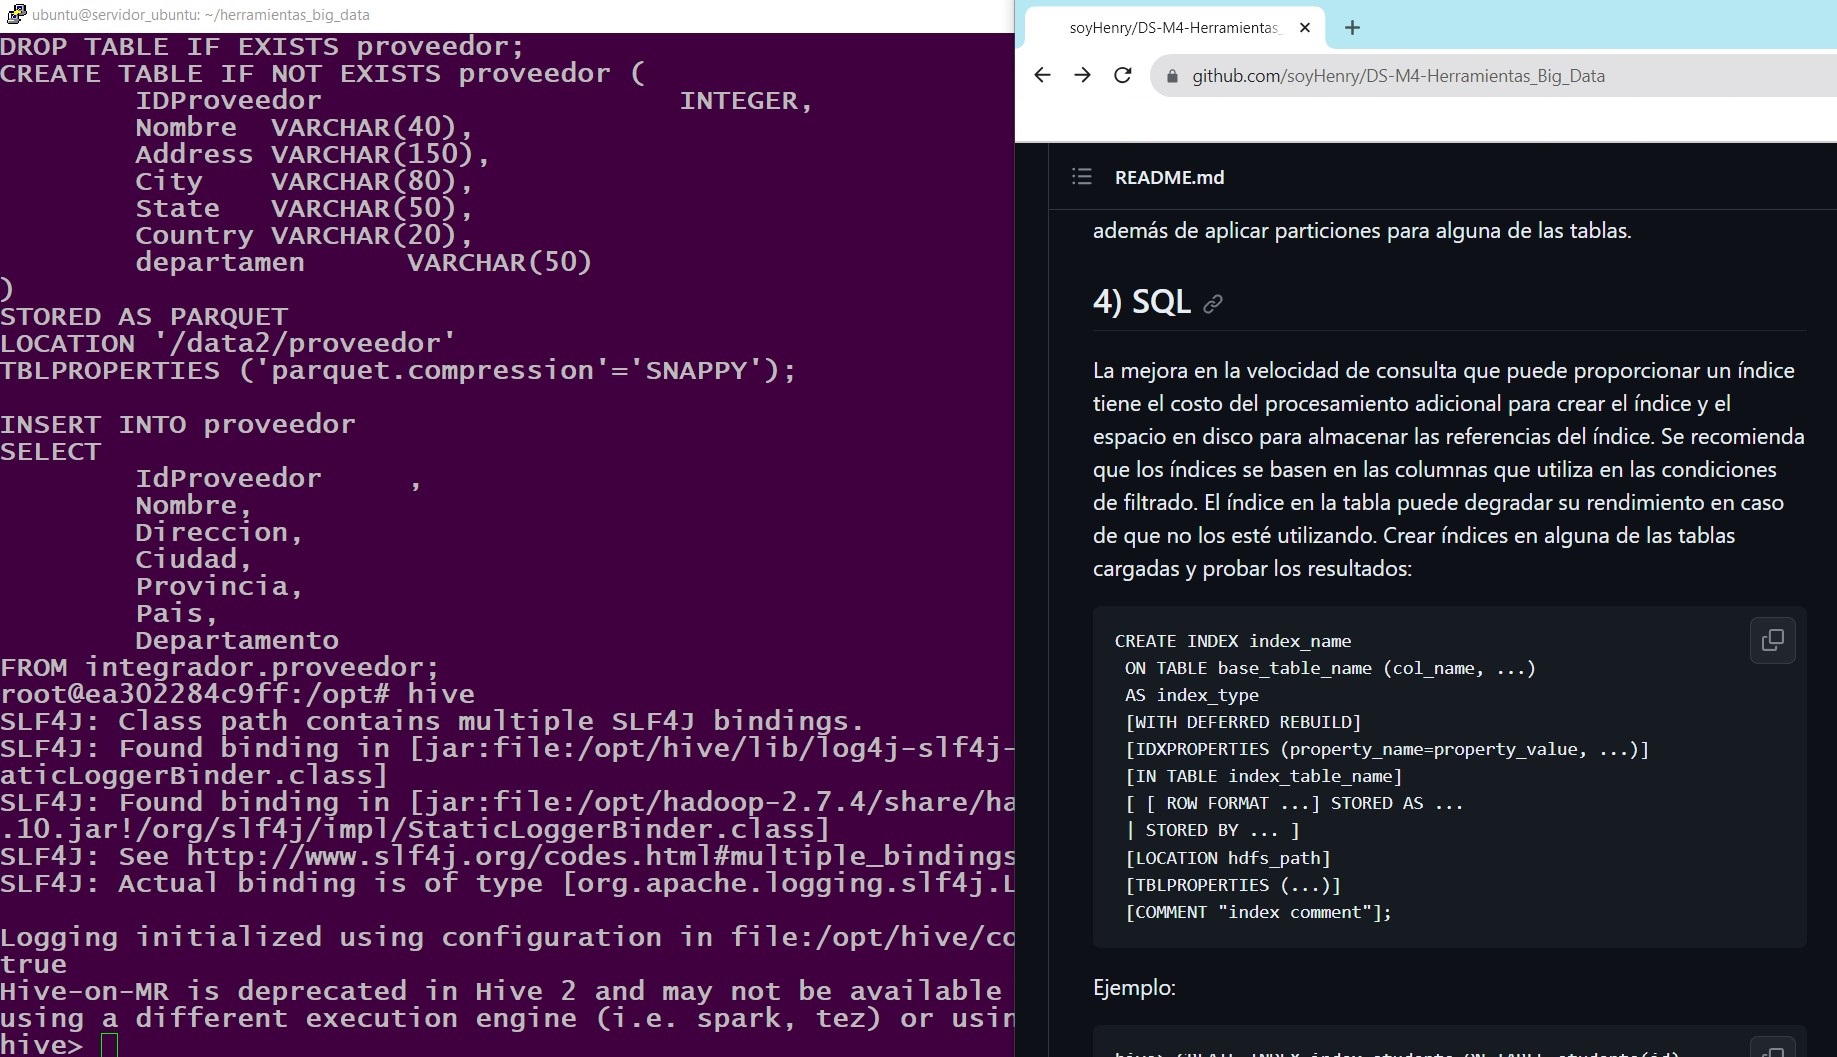 ubuntu@servidor_ubuntu: ~/herramientas_big_data
DROP TABLE IF EXISTS proveedor;
CREATE TABLE IF NOT EXISTS proveedor (
IDProveedor INTEGER,
Nombre VARCHAR(40),
Address VARCHAR(150),
City VARCHAR(80),
State VARCHAR(50),
Country VARCHAR(20),
departamen VARCHAR(50)
)
STORED AS PARQUET
LOCATION '/data2/proveedor'
TBLPROPERTIES ('parquet.compression'='SNAPPY');
INSERT INTO proveedor
SELECT
IdProveedor ,
Nombre,
Direccion,
Ciudad,
Provincia,
Pais,
Departamento
FROM integrador.proveedor;
root@ea302284c9ff:/opt# hive
SLF4J: Class path contains multiple SLF4J bindings.
SLF4J: Found binding in [jar:file:/opt/hive/lib/log4j-slf4j-
aticLoggerBinder.class]
SLF4J: Found binding in [jar:file:/opt/hadoop-2.7.4/share/ha
.10.jar!/org/slf4j/impl/StaticLoggerBinder.class]
SLF4J: See http://www.slf4j.org/codes.html#multiple_bindings
SLF4J: Actual binding is of type [org.apache.logging.slf4j.L
Logging initialized using configuration in file:/opt/hive/co
true
Hive-on-MR is deprecated in Hive 2 and may not be available
using a different execution engine (i.e. spark, tez) or usin
hive>
soyHenry/DS-M4-Herramientas_
github.com/soyHenry/DS-M4-Herramientas_Big_Data
README.md
además de aplicar particiones para alguna de las tablas.
4) SQL
La mejora en la velocidad de consulta que puede proporcionar un índice
tiene el costo del procesamiento adicional para crear el índice y el
espacio en disco para almacenar las referencias del índice. Se recomienda
que los índices se basen en las columnas que utiliza en las condiciones
de filtrado. El índice en la tabla puede degradar su rendimiento en caso
de que no los esté utilizando. Crear índices en alguna de las tablas
cargadas y probar los resultados:
CREATE INDEX index_name
ON TABLE base_table_name (col_name, ...)
AS index_type
[WITH DEFERRED REBUILD]
[IDXPROPERTIES (property_name=property_value, ...)]
[IN TABLE index_table_name]
[ [ ROW FORMAT ...] STORED AS ...
| STORED BY ... ]
[LOCATION hdfs_path]
[TBLPROPERTIES (...)]
[COMMENT "index comment"];
Ejemplo: